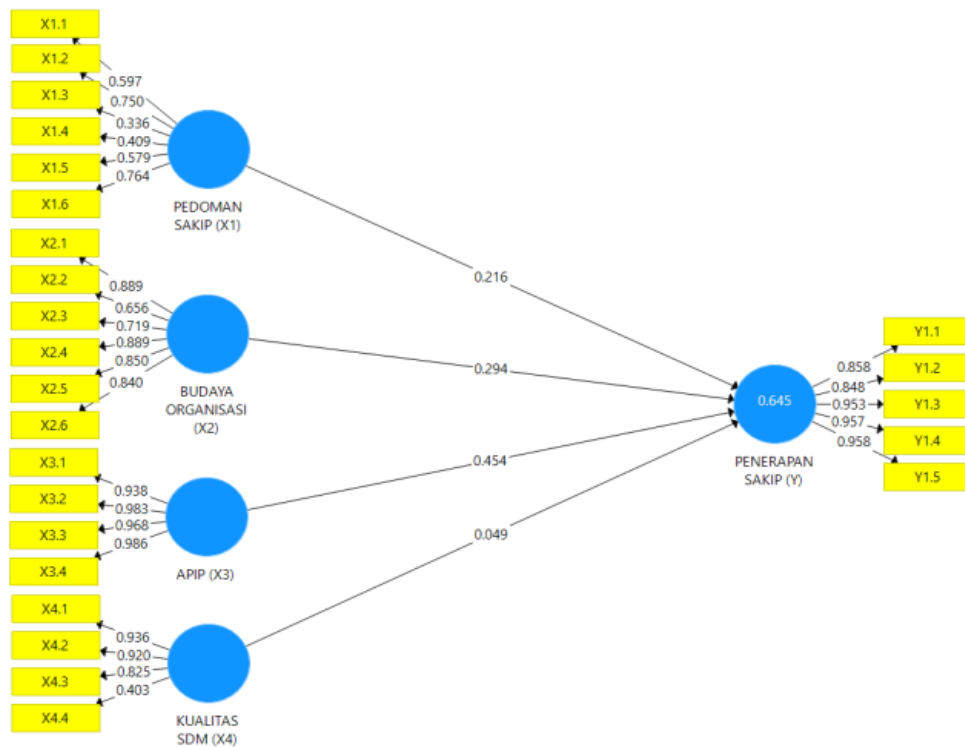 X1.1
X1.2
X1.3
X1.4
X1.5
X1.6
0.597
0.750
0.336
0.409
0.579
0.764
PEDOMAN
SAKIP (X1)
X2.1
X2.2
X2.3
X2.4
X2.5
X2.6
0.889
0.656
0.719
0.889
0.850
0.840
BUDAYA
ORGANISASI
(X2)
X3.1
X3.2
X3.3
X3.4
0.938
0.983
0.968
0.986
APIP (X3)
X4.1
X4.2
X4.3
X4.4
0.936
0.920
0.825
0.403
KUALITAS
SDM (X4)
0.216
0.294
0.454
0.049
0.645
PENERAPAN
SAKIP (Y)
0.858
0.848
0.953
0.957
0.958
Y1.1
Y1.2
Y1.3
Y1.4
Y1.5